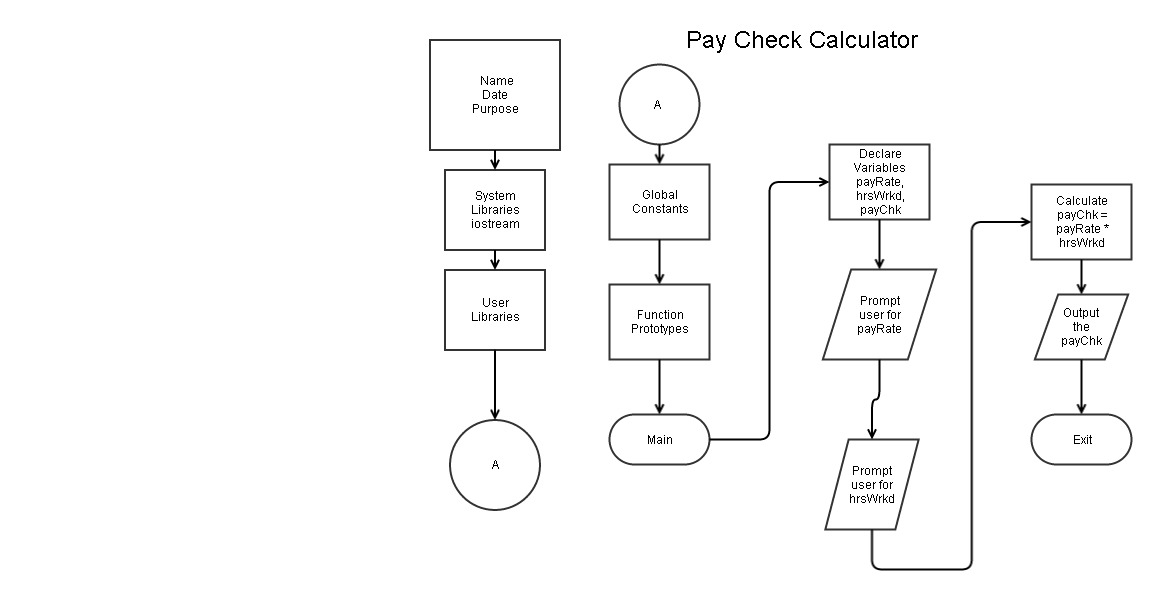 Pay Check Calculator
Name
Date
Purpose
System
Libraries
iostream
User
Libraries
A
A
Global
Constants
Function
Prototypes
Main
Declare
Variables
payRate,
hrsWrkd,
payChk
Prompt
user for
payRate
Prompt
user for
hrsWrkd
Calculate
payChk =
payRate *
hrsWrkd
Output
the
payChk
Exit